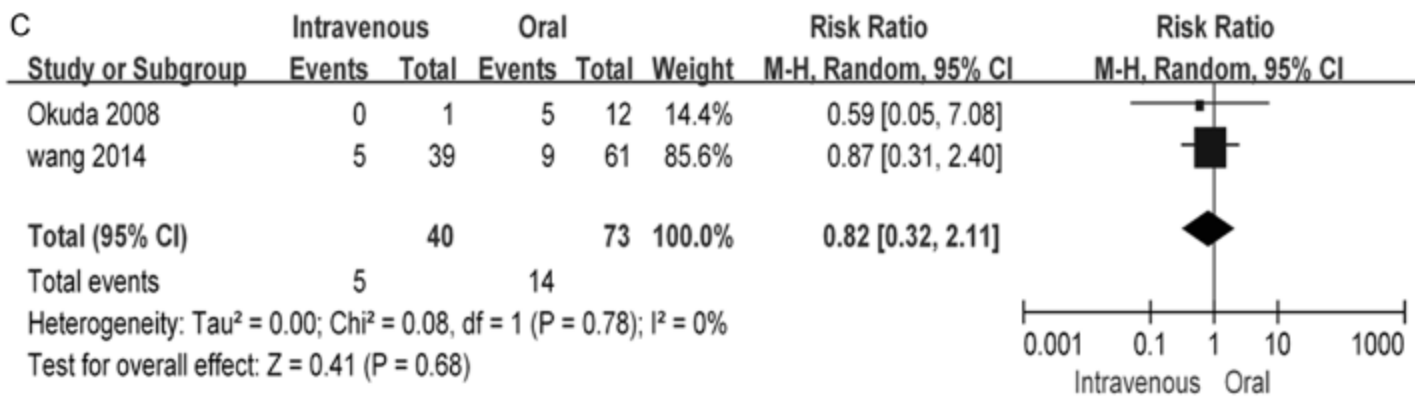 C
Intravenous Oral Risk Ratio Risk Ratio
Study or Subgroup Events Total Events Total Weight M-H, Random, 95% CI M-H, Random, 95% CI
Okuda 2008 0 1 5 12 14.4% 0.59 [0.05, 7.08]
wang 2014 5 39 9 61 85.6% 0.87 [0.31, 2.40]
Total (95% CI) 40 73 100.0% 0.82 [0.32, 2.11]
Total events 5 14
Heterogeneity: Tau² = 0.00; Chi² = 0.08, df = 1 (P = 0.78); I² = 0%
Test for overall effect: Z = 0.41 (P = 0.68)
0.001 0.1 1 10 1000
Intravenous Oral